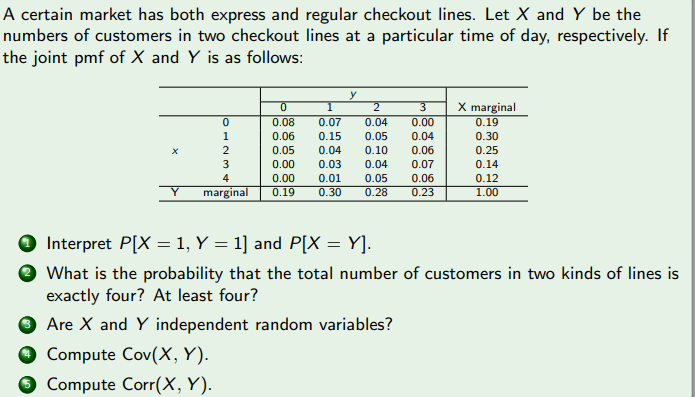 A certain market has both express and regular checkout lines. Let X and Y be the
numbers of customers in two checkout lines at a particular time of day, respectively. If
the joint pmf of X and Y is as follows:
y
0 1 2 3 X marginal
0 0.08 0.07 0.04 0.00 0.19
1 0.06 0.15 0.05 0.04 0.30
x 2 0.05 0.04 0.10 0.06 0.25
3 0.00 0.03 0.04 0.07 0.14
4 0.00 0.01 0.05 0.06 0.12
Y marginal 0.19 0.30 0.28 0.23 1.00
1 Interpret P[X = 1, Y = 1] and P[X = Y].
2 What is the probability that the total number of customers in two kinds of lines is
exactly four? At least four?
3 Are X and Y independent random variables?
4 Compute Cov(X, Y).
5 Compute Corr(X, Y).